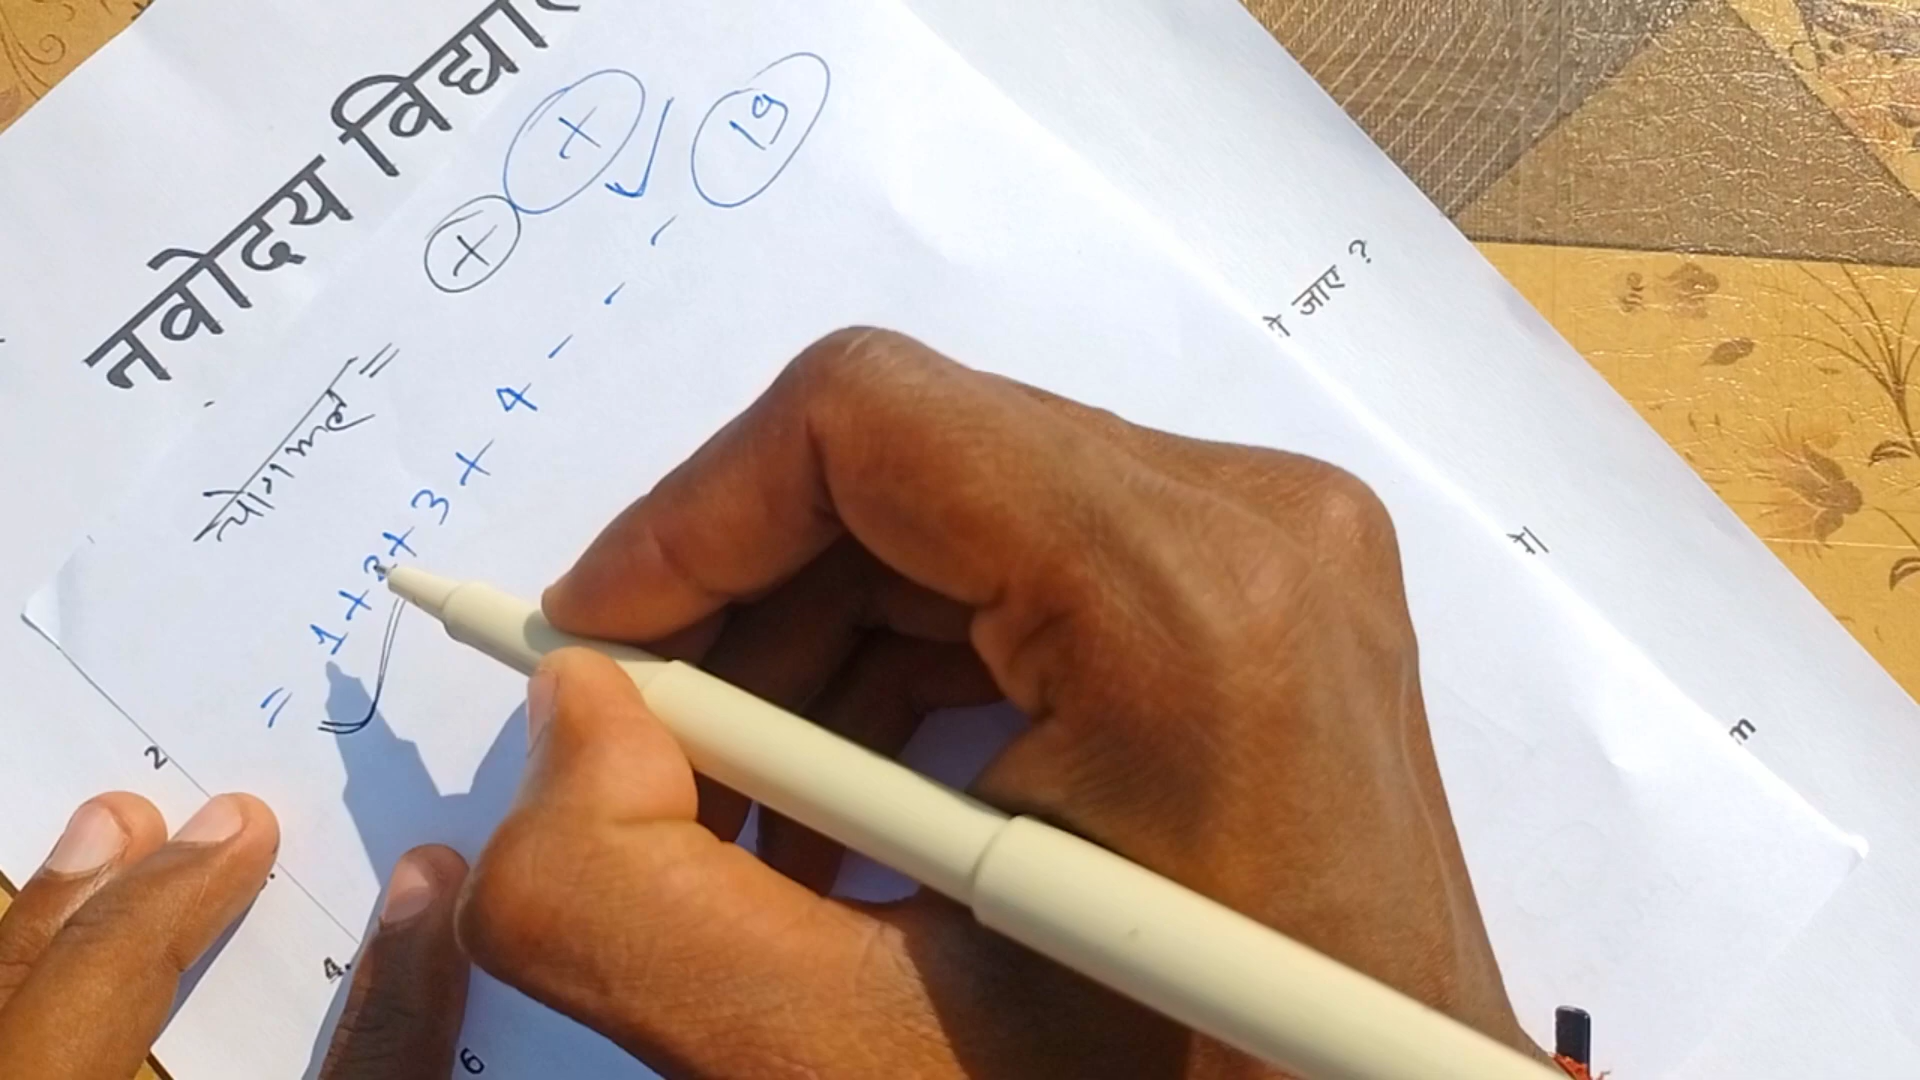 नवोदय विद्या
+ + 19
योगफल =
= 1 + 2 + 3 + 4 - - - -
ने जाए ?
में
m
2
4.
6